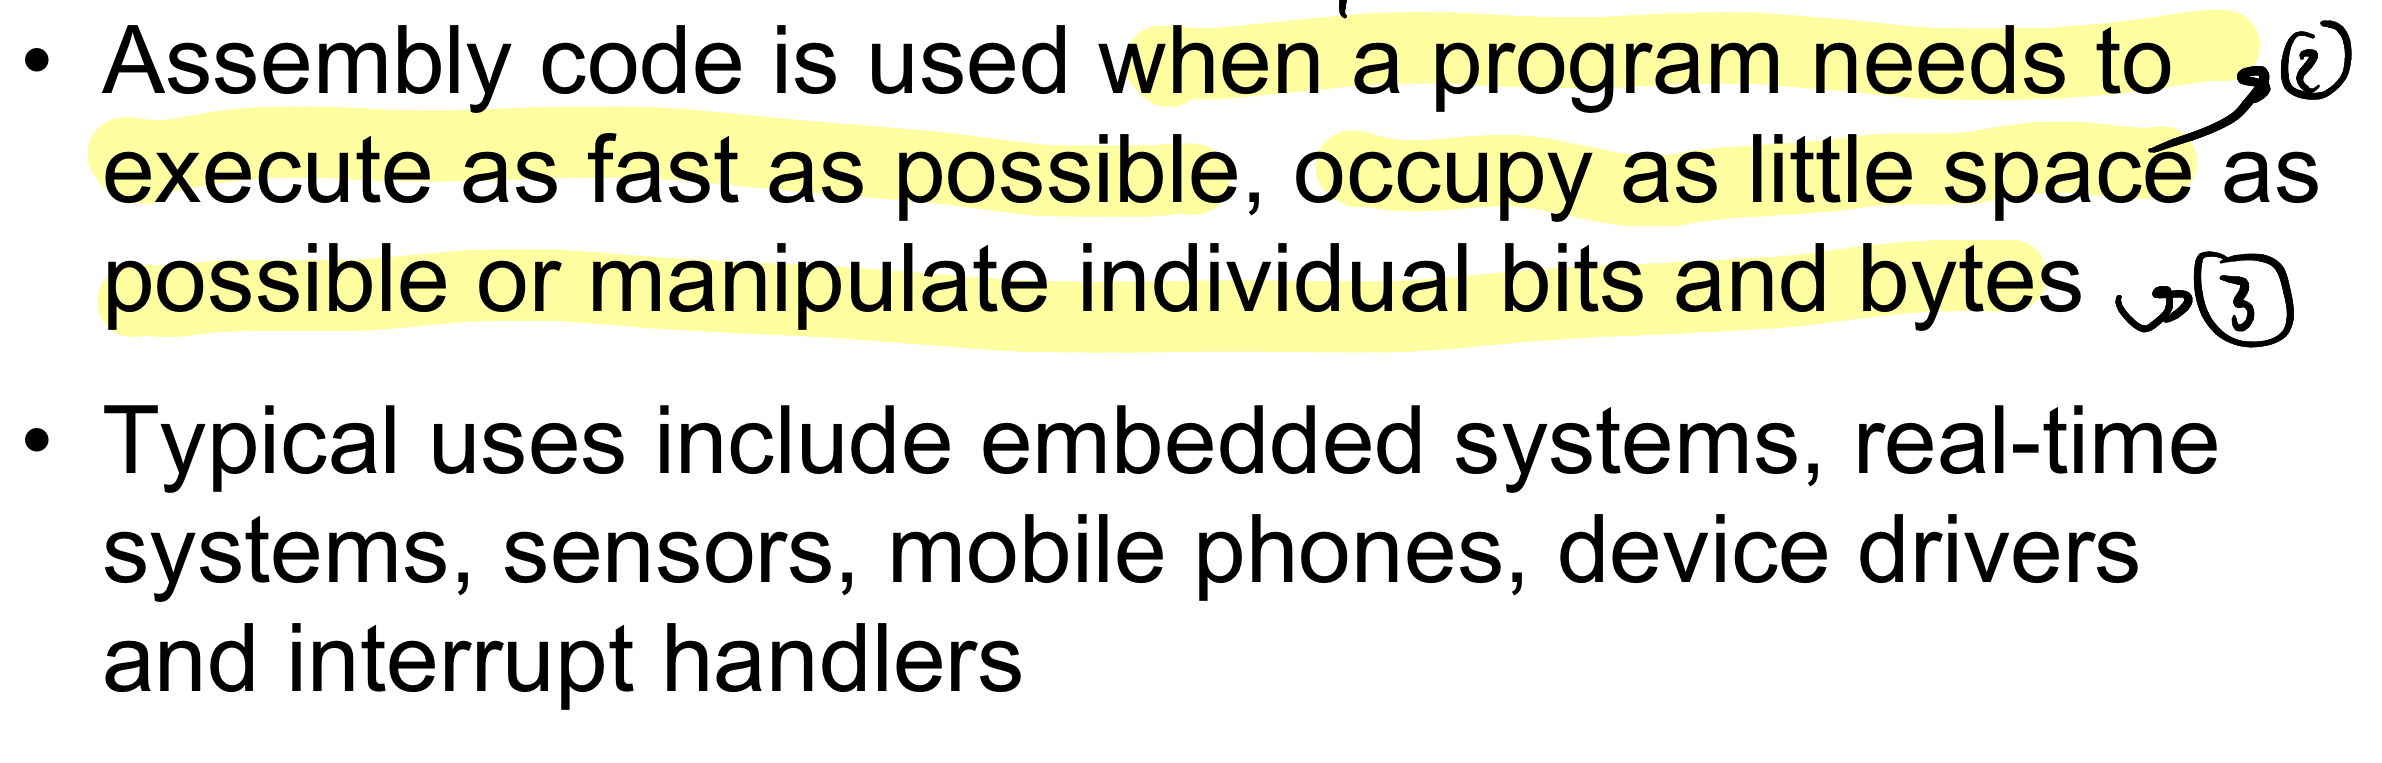 • Assembly code is used when a program needs to ②
execute as fast as possible, occupy as little space as
possible or manipulate individual bits and bytes 3
• Typical uses include embedded systems, real-time
systems, sensors, mobile phones, device drivers
and interrupt handlers